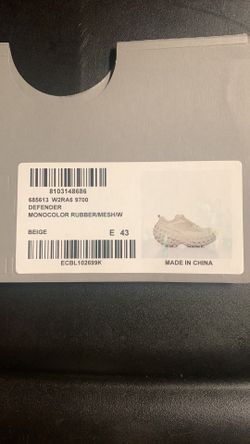 8103148686
685613 W2RA6 9700
DEFENDER
MONOCOLOR RUBBER/MESH/W
BEIGE E 43
ECBL102699K
MADE IN CHINA